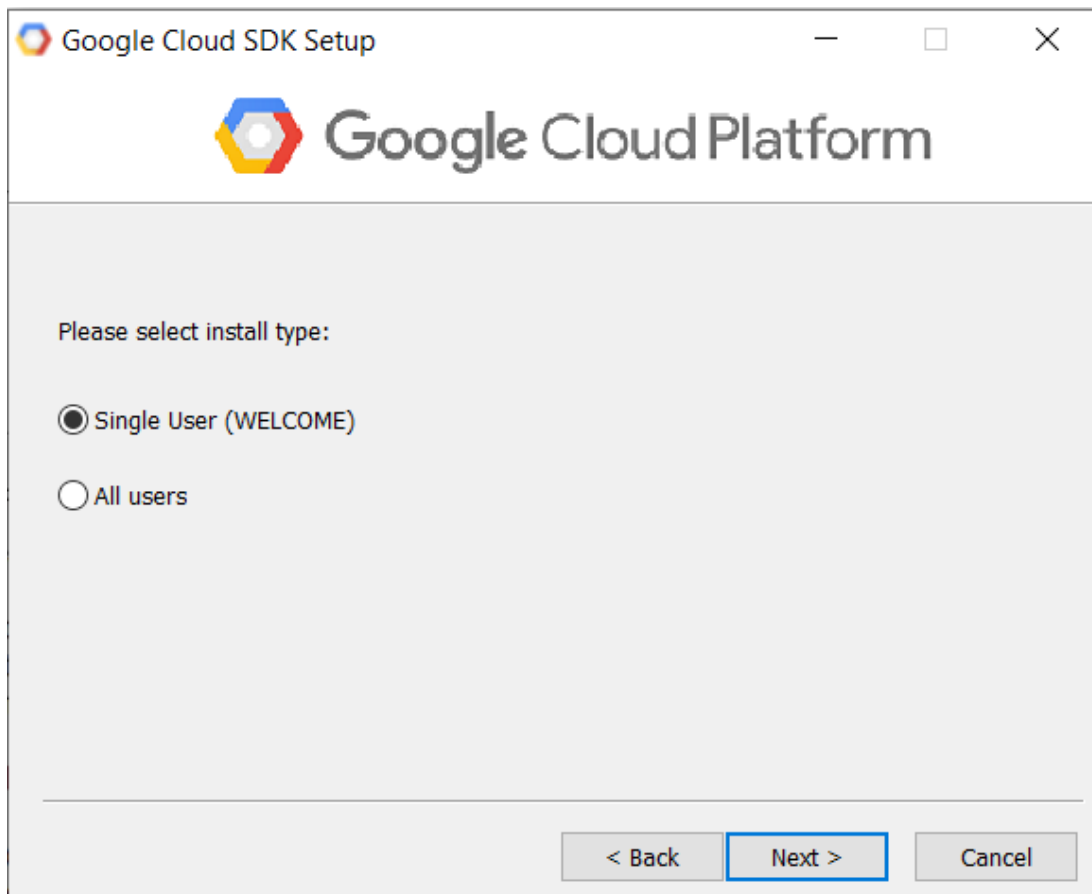 Google Cloud SDK Setup
Google Cloud Platform
Please select install type:
Single User (WELCOME)
All users
< Back
Next >
Cancel